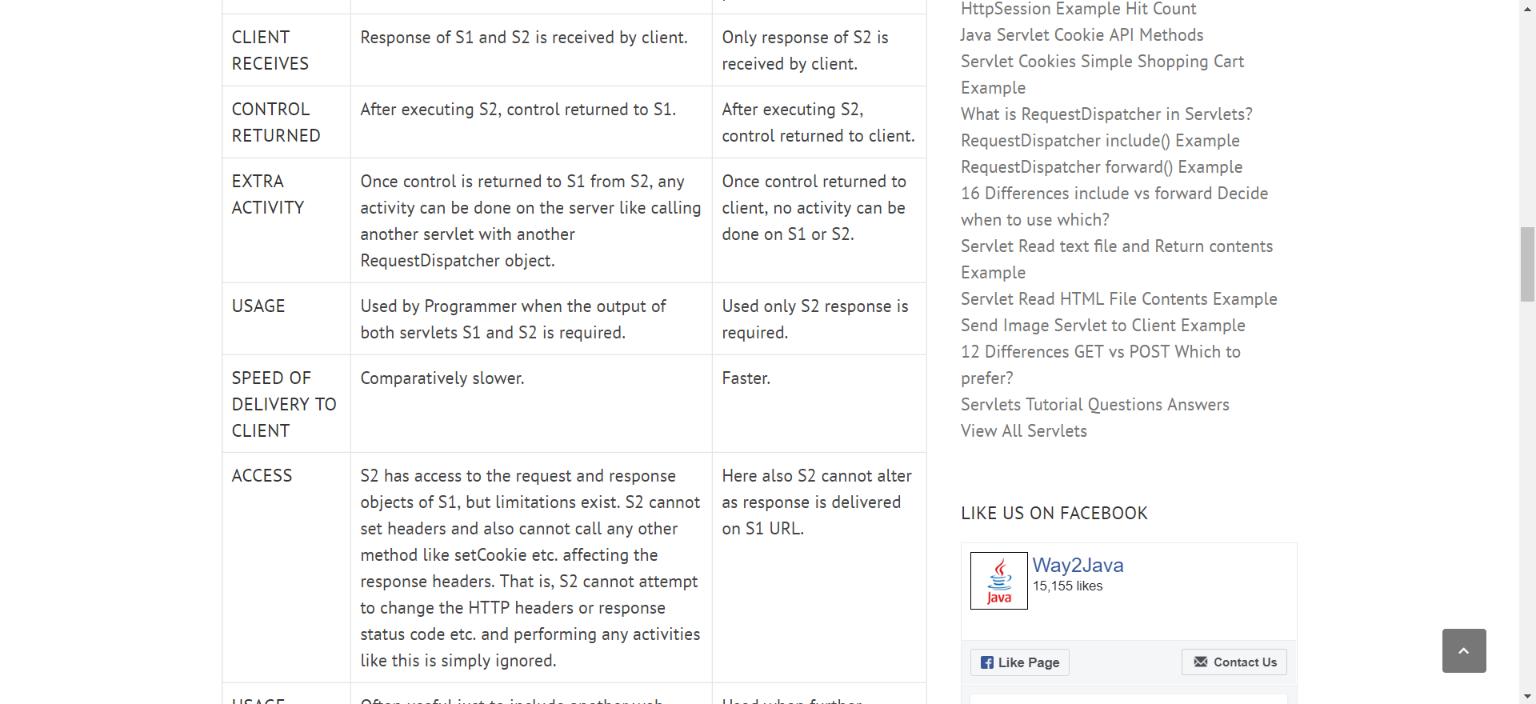 CLIENT
RECEIVES
Response of S1 and S2 is received by client.
Only response of S2 is
received by client.
CONTROL
RETURNED
After executing S2, control returned to S1.
After executing S2,
control returned to client.
EXTRA
ACTIVITY
Once control is returned to S1 from S2, any
activity can be done on the server like calling
another servlet with another
RequestDispatcher object.
Once control returned to
client, no activity can be
done on S1 or S2.
USAGE
Used by Programmer when the output of
both servlets S1 and S2 is required.
Used only S2 response is
required.
SPEED OF
DELIVERY TO
CLIENT
Comparatively slower.
Faster.
ACCESS
S2 has access to the request and response
objects of S1, but limitations exist. S2 cannot
set headers and also cannot call any other
method like setCookie etc. affecting the
response headers. That is, S2 cannot attempt
to change the HTTP headers or response
status code etc. and performing any activities
like this is simply ignored.
Here also S2 cannot alter
as response is delivered
on S1 URL.
USAGE
Often useful just to include another web
Used when further
HttpSession Example Hit Count
Java Servlet Cookie API Methods
Servlet Cookies Simple Shopping Cart
Example
What is RequestDispatcher in Servlets?
RequestDispatcher include() Example
RequestDispatcher forward() Example
16 Differences include vs forward Decide
when to use which?
Servlet Read text file and Return contents
Example
Servlet Read HTML File Contents Example
Send Image Servlet to Client Example
12 Differences GET vs POST Which to
prefer?
Servlets Tutorial Questions Answers
View All Servlets
LIKE US ON FACEBOOK
Java
Way2Java
15,155 likes
Like Page
Contact Us